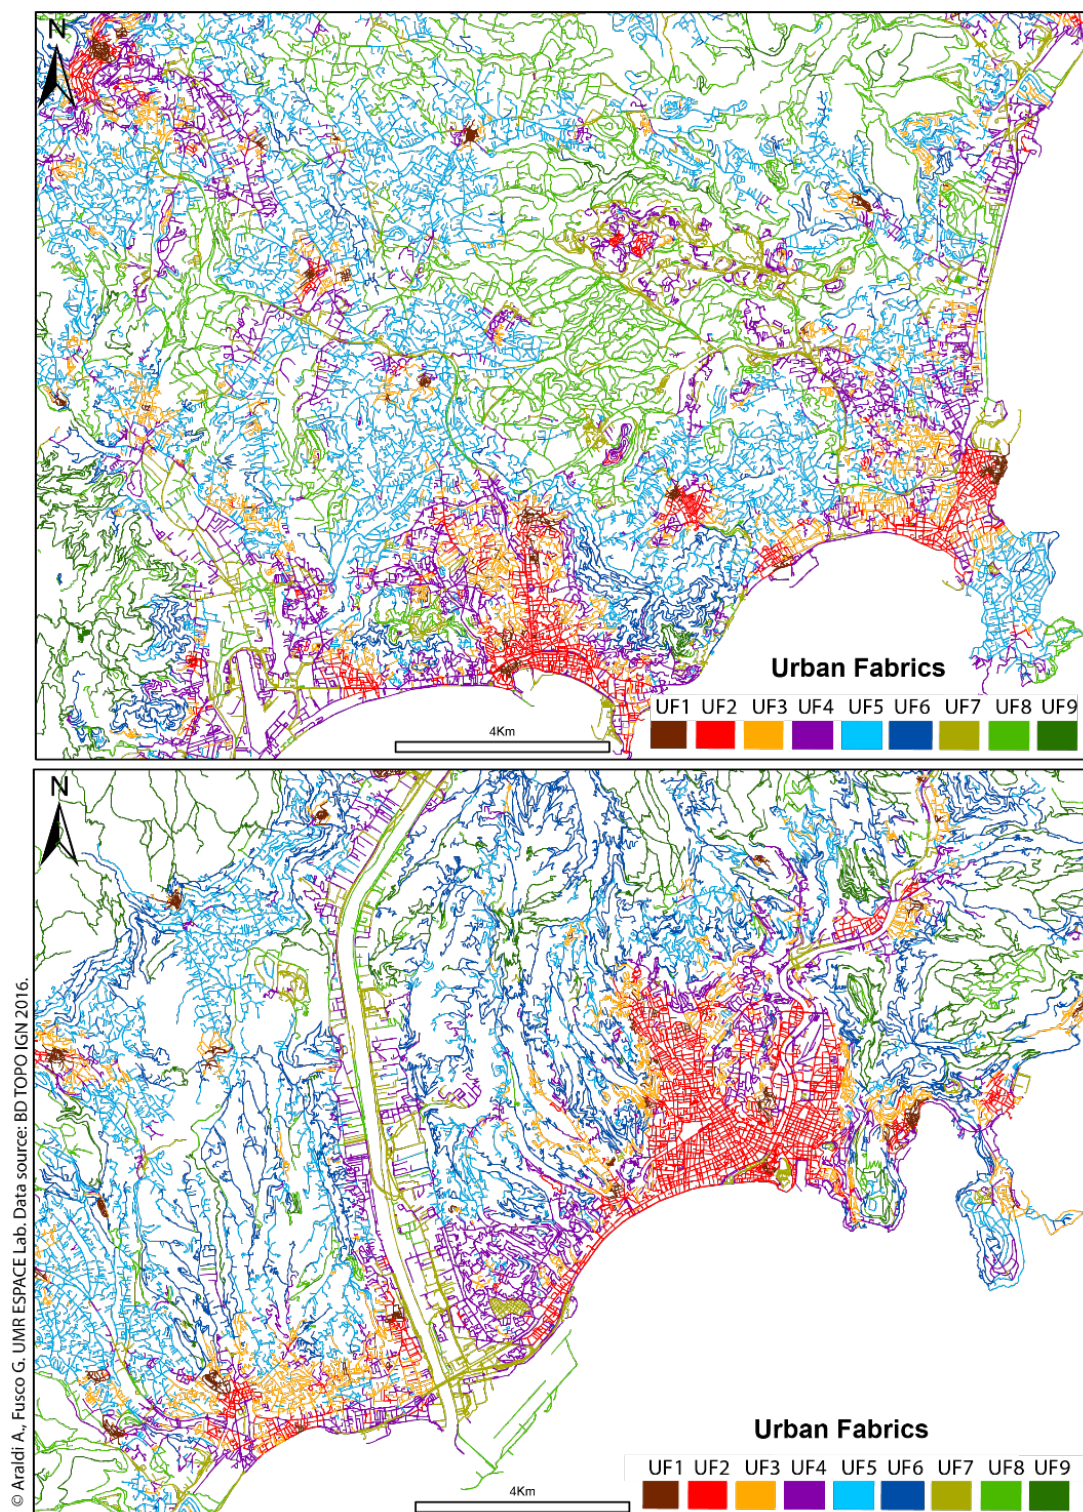 N
Urban Fabrics
UF1 UF2 UF3 UF4 UF5 UF6 UF7 UF8 UF9
4Km
N
Urban Fabrics
UF1 UF2 UF3 UF4 UF5 UF6 UF7 UF8 UF9
4Km
© Araldi A., Fusco G. UMR ESPACE Lab. Data source: BD TOPO IGN 2016.